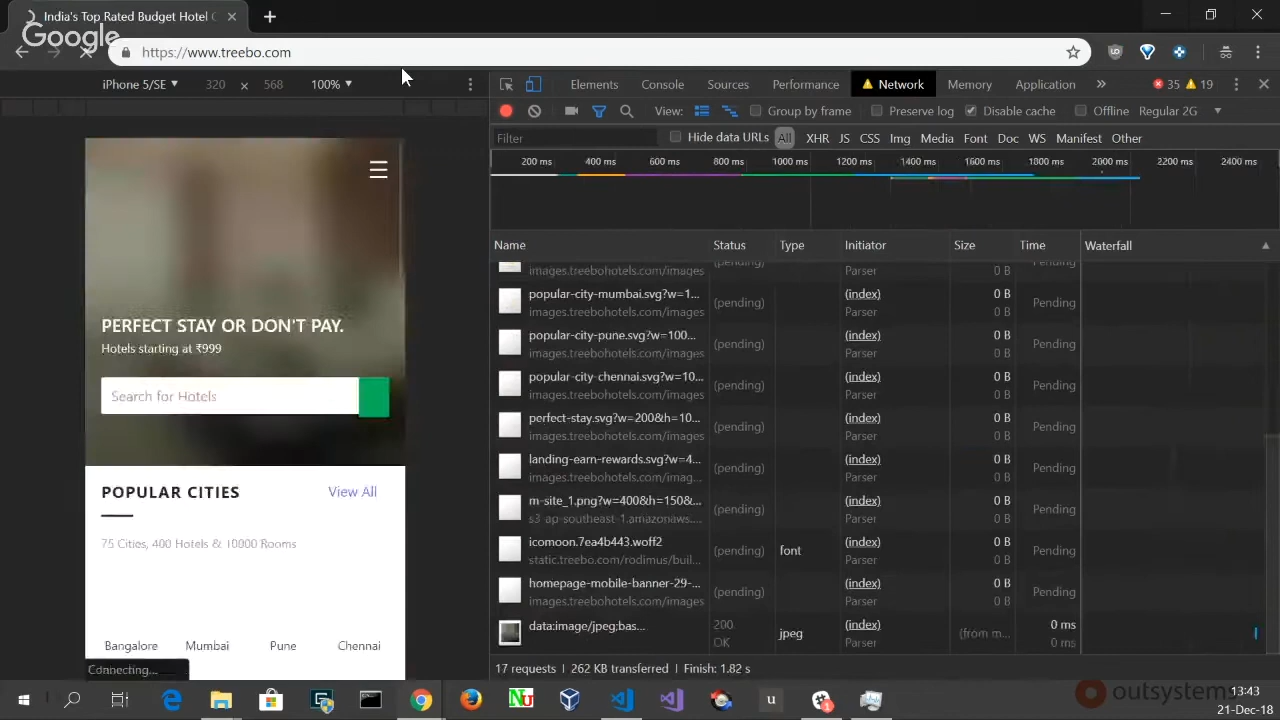 India's Top Rated Budget Hotel C
Google
https://www.treebo.com
iPhone 5/SE ▼ 320 × 568 100% ▼
Elements Console Sources Performance Network Memory Application » 35 19
View: Group by frame Preserve log Disable cache Offline Regular 2G ▼
Filter Hide data URLs All XHR JS CSS Img Media Font Doc WS Manifest Other
200 ms 400 ms 600 ms 800 ms 1000 ms 1200 ms 1400 ms 1600 ms 1800 ms 2000 ms 2200 ms 2400 ms
Name Status Type Initiator Size Time Waterfall
(pending) Pending
images.treebohotels.com/images Parser 0 B
popular-city-mumbai.svg?w=1... (pending) (index) 0 B Pending
images.treebohotels.com/images Parser 0 B
popular-city-pune.svg?w=100... (pending) (index) 0 B Pending
images.treebohotels.com/images Parser 0 B
popular-city-chennai.svg?w=10... (pending) (index) 0 B Pending
images.treebohotels.com/images Parser 0 B
perfect-stay.svg?w=200&h=10... (pending) (index) 0 B Pending
images.treebohotels.com/images Parser 0 B
landing-earn-rewards.svg?w=4... (pending) (index) 0 B Pending
images.treebohotels.com/imag... Parser 0 B
m-site_1.png?w=400&h=150&... (pending) (index) 0 B Pending
s3-ap-southeast-1.amazonaws.... Parser 0 B
icomoon.7ea4b443.woff2 (pending) font (index) 0 B Pending
static.treebo.com/rodimus/buil... Parser 0 B
homepage-mobile-banner-29-... (pending) (index) 0 B Pending
images.treebohotels.com/images Parser 0 B
data:image/jpeg;bas... 200 jpeg (index) (from m... 0 ms
OK Parser 0 ms
17 requests | 262 KB transferred | Finish: 1.82 s
PERFECT STAY OR DON'T PAY.
Hotels starting at ₹999
Search for Hotels
POPULAR CITIES View All
75 Cities, 400 Hotels & 10000 Rooms
Bangalore Mumbai Pune Chennai
Connecting...
outsystem
13:43
21-Dec-18